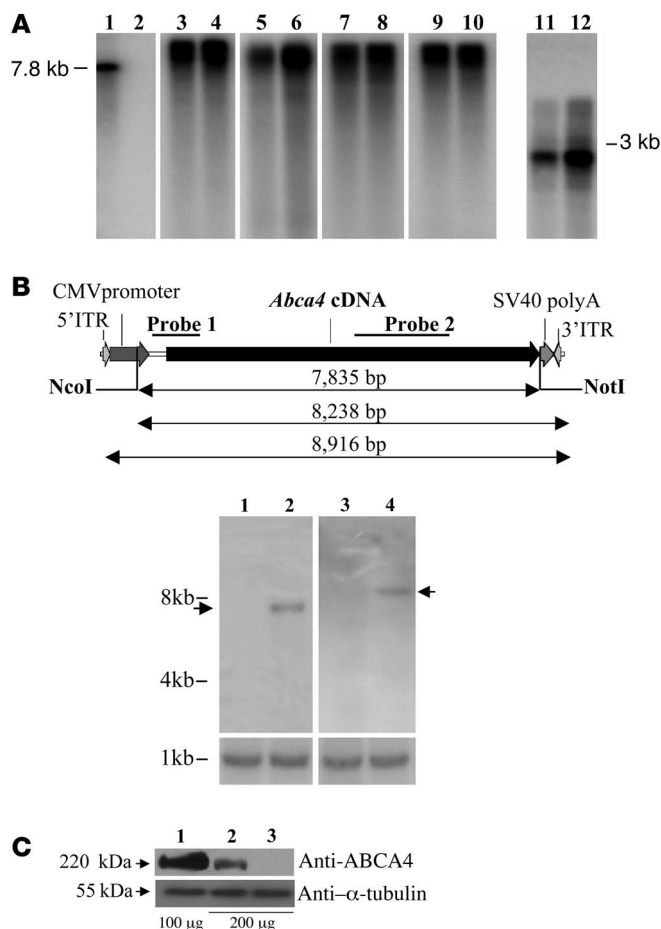 A
1 2 3 4 5 6 7 8 9 10 11 12
7.8 kb –
–3 kb
B
CMVpromoter
Abca4 cDNA
SV40 polyA
5’ITR
Probe 1
Probe 2
3’ITR
NcoI
7,835 bp
NotI
8,238 bp
8,916 bp
1 2 3 4
8kb–
4kb–
1kb–
C
1 2 3
220 kDa
Anti-ABCA4
55 kDa
Anti–α-tubulin
100 μg 200 μg